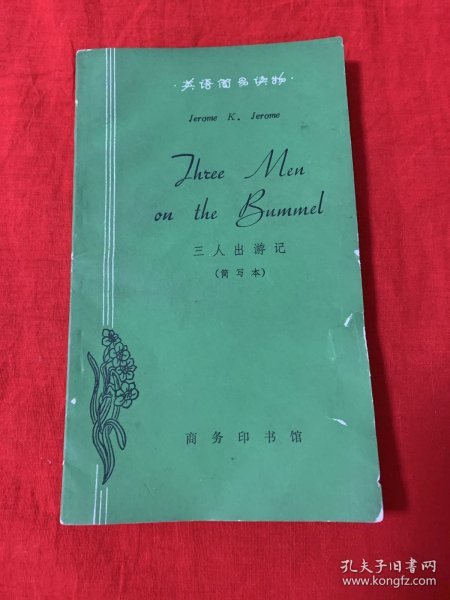 ·英语简易读物·
Jerome K. Jerome
Three Men
on the Bummel
三人出游记
(简写本)
商务印书馆
孔夫子旧书网
www.kongfz.com